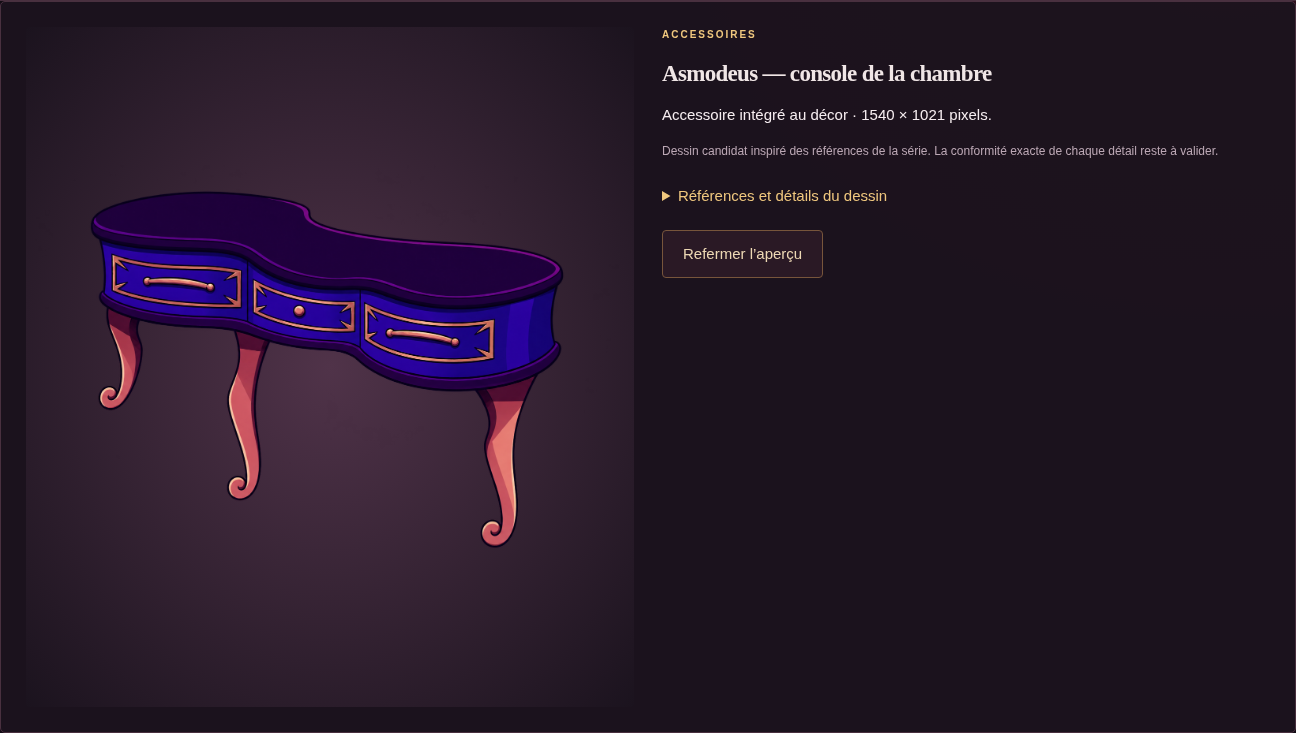 ACCESSOIRES
Asmodeus — console de la chambre
Accessoire intégré au décor · 1540 × 1021 pixels.
Dessin candidat inspiré des références de la série. La conformité exacte de chaque détail reste à valider.
Références et détails du dessin
Refermer l’aperçu